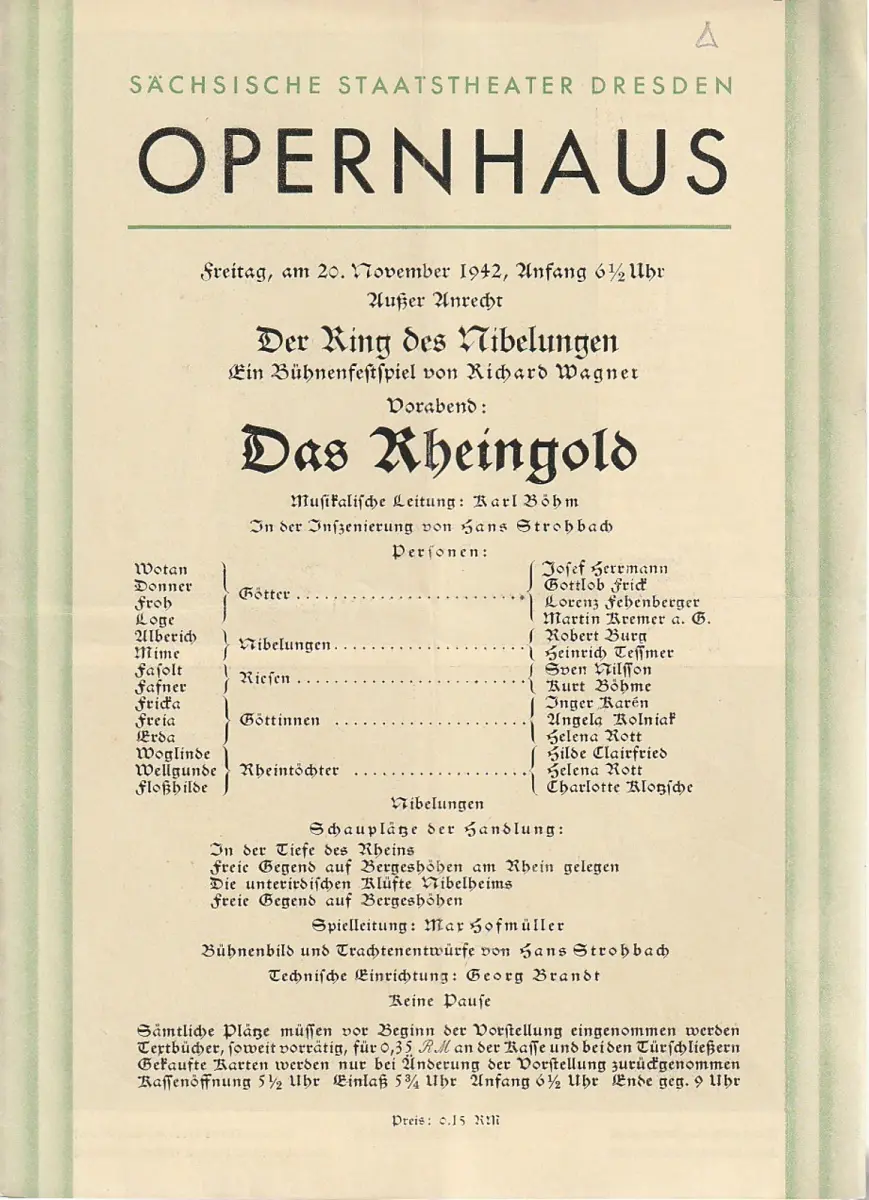 SÄCHSISCHE STAATSTHEATER DRESDEN
OPERNHAUS
Freitag, am 20. November 1942, Anfang 6½ Uhr
Außer Anrecht
Der Ring des Nibelungen
Ein Bühnenfestspiel von Richard Wagner
Vorabend:
Das Rheingold
Musikalische Leitung: Karl Böhm
In der Inszenierung von Hans Strohbach
Personen:
Wotan Josef Herrmann
Donner Gottlob Frick
Götter
Froh Lorenz Fehenberger
Loge Martin Kremer a. G.
Alberich Robert Burg
Nibelungen
Mime Heinrich Tessmer
Fasolt Sven Nilsson
Riesen
Fafner Kurt Böhme
Fricka Inger Karén
Freia Göttinnen Angela Kolniak
Erda Helena Rott
Woglinde Hilde Clairfried
Wellgunde Rheintöchter Helena Rott
Floßhilde Charlotte Klotzsche
Nibelungen
Schauplätze der Handlung:
In der Tiefe des Rheins
Freie Gegend auf Bergeshöhen am Rhein gelegen
Die unterirdischen Klüfte Nibelheims
Freie Gegend auf Bergeshöhen
Spielleitung: Max Hofmüller
Bühnenbild und Trachtenentwürfe von Hans Strohbach
Technische Einrichtung: Georg Brandt
Keine Pause
Sämtliche Plätze müssen vor Beginn der Vorstellung eingenommen werden
Textbücher, soweit vorrätig, für 0,35 RM an der Kasse und bei den Türschließern
Gekaufte Karten werden nur bei Änderung der Vorstellung zurückgenommen
Kassenöffnung 5½ Uhr Einlaß 5¾ Uhr Anfang 6½ Uhr Ende geg. 9 Uhr
Preis: 0.15 RM